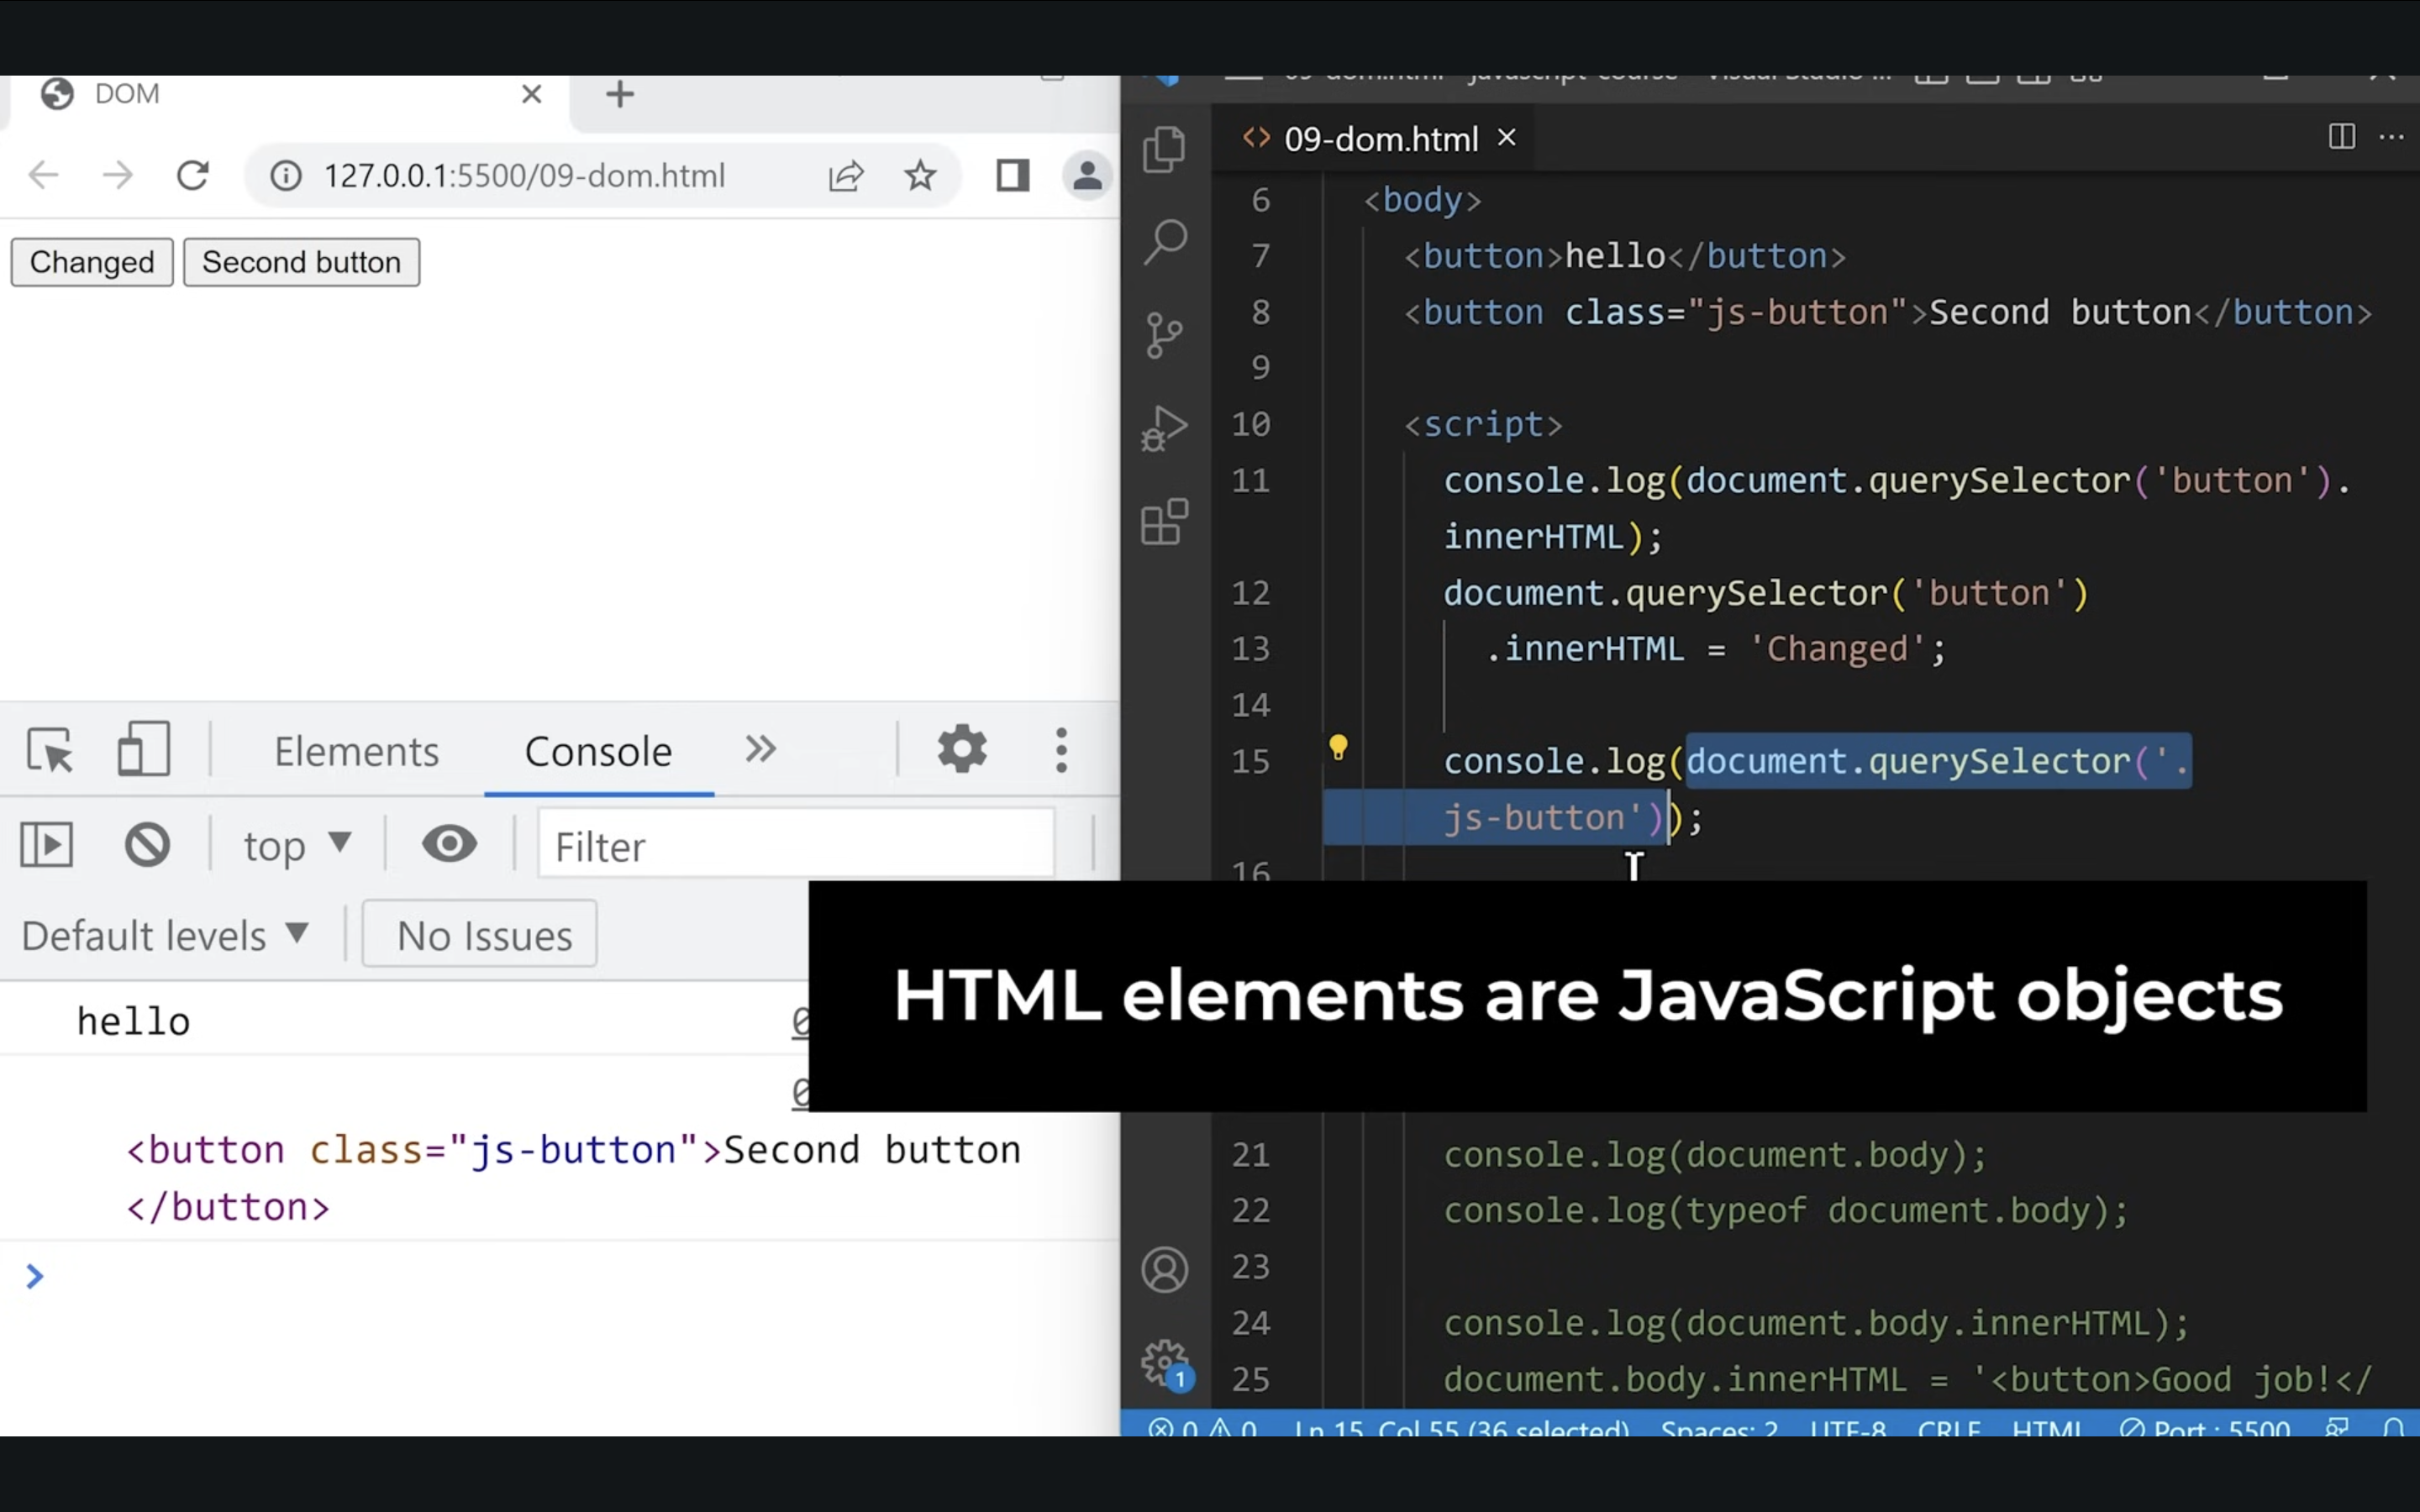 DOM
127.0.0.1:5500/09-dom.html
Changed
Second button
Elements
Console
top
Filter
Default levels
No Issues
hello
<button class="js-button">Second button
</button>
09-dom.html
6 <body>
7 <button>hello</button>
8 <button class="js-button">Second button</button>
9
10 <script>
11 console.log(document.querySelector('button').
innerHTML);
12 document.querySelector('button')
13 .innerHTML = 'Changed';
14
15 console.log(document.querySelector('.
js-button'));
16
HTML elements are JavaScript objects
21 console.log(document.body);
22 console.log(typeof document.body);
23
24 console.log(document.body.innerHTML);
25 document.body.innerHTML = '<button>Good job!</
1
0 0 Ln 15, Col 55 (36 selected) Spaces: 2 UTF-8 CRLF HTML Port : 5500